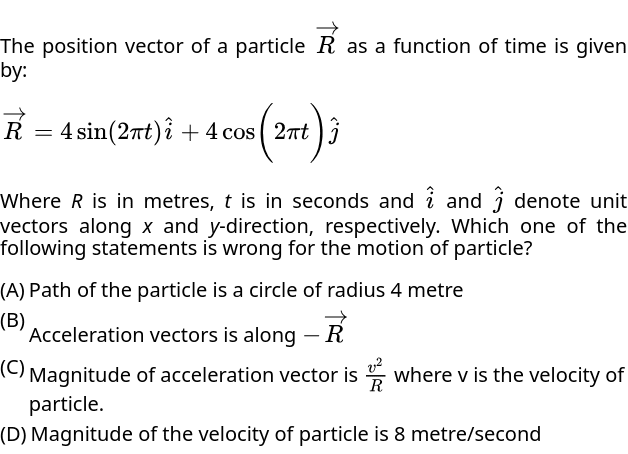 The position vector of a particle $\overrightarrow{R}$ as a function of time is given
by:
$\overrightarrow{R} = 4\sin(2\pi t)\hat{i} + 4\cos\left(2\pi t\right)\hat{j}$
Where R is in metres, t is in seconds and $\hat{i}$ and $\hat{j}$ denote unit
vectors along x and y-direction, respectively. Which one of the
following statements is wrong for the motion of particle?
(A) Path of the particle is a circle of radius 4 metre
(B) Acceleration vectors is along $-\overrightarrow{R}$
(C) Magnitude of acceleration vector is $\frac{v^2}{R}$ where v is the velocity of
particle.
(D) Magnitude of the velocity of particle is 8 metre/second